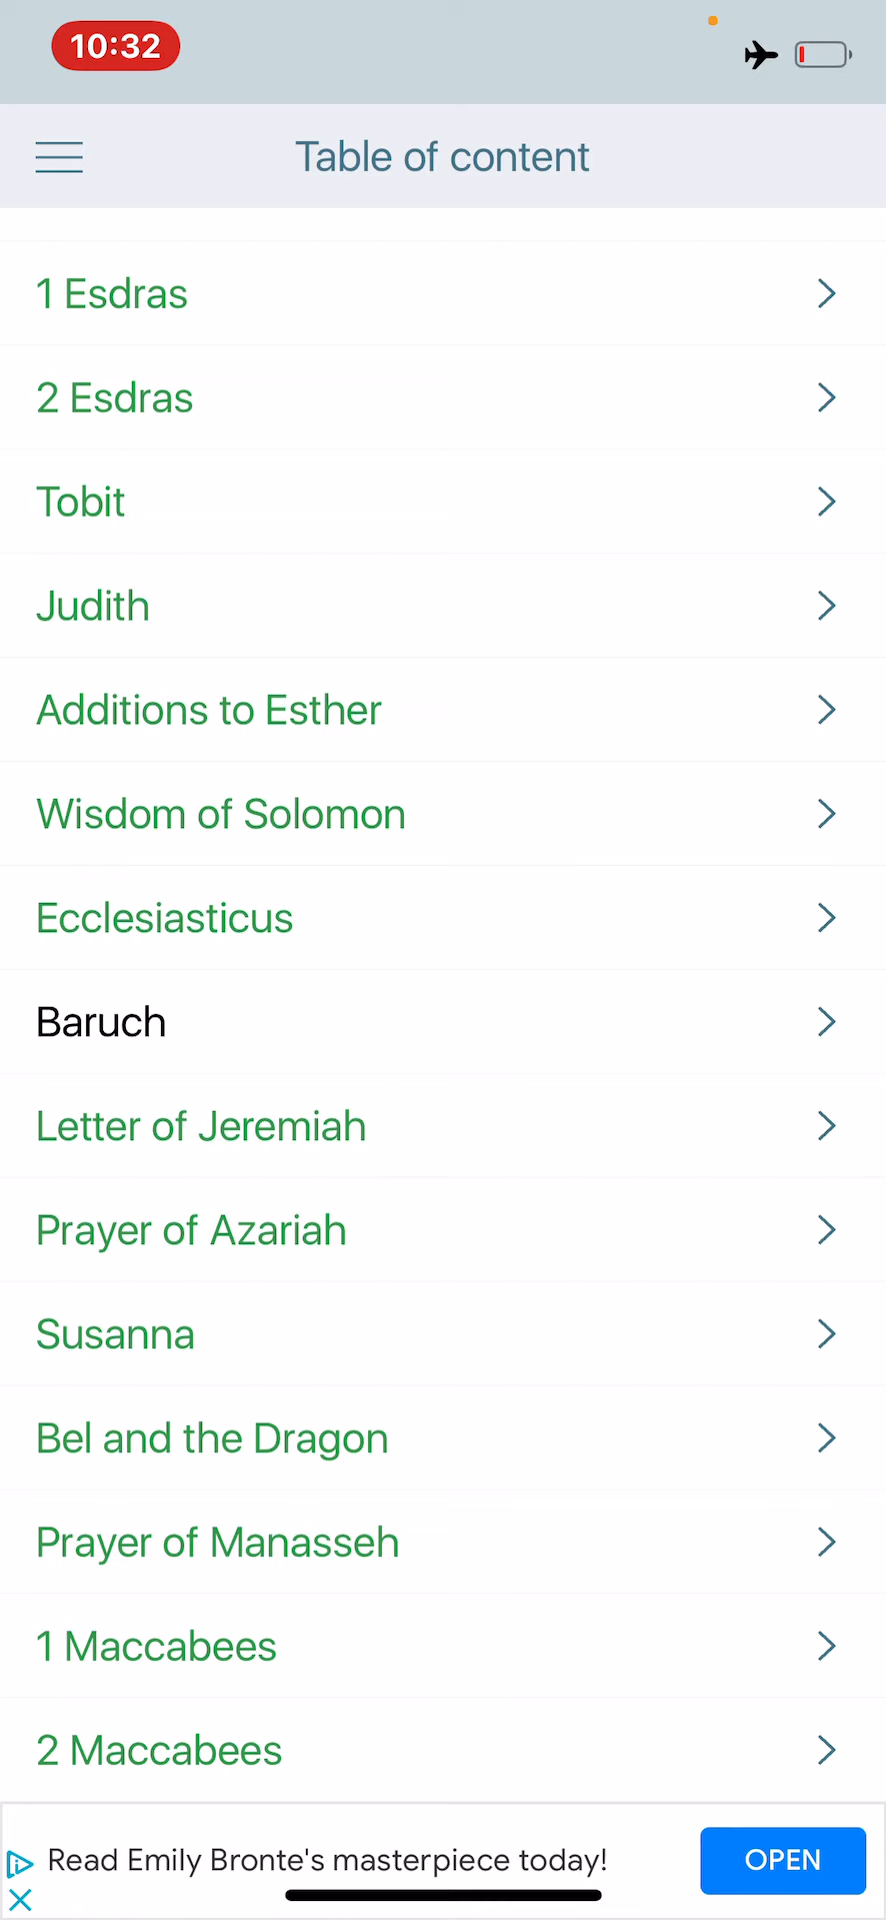 10:32
Table of content
1 Esdras
2 Esdras
Tobit
Judith
Additions to Esther
Wisdom of Solomon
Ecclesiasticus
Baruch
Letter of Jeremiah
Prayer of Azariah
Susanna
Bel and the Dragon
Prayer of Manasseh
1 Maccabees
2 Maccabees
Read Emily Bronte's masterpiece today!
OPEN